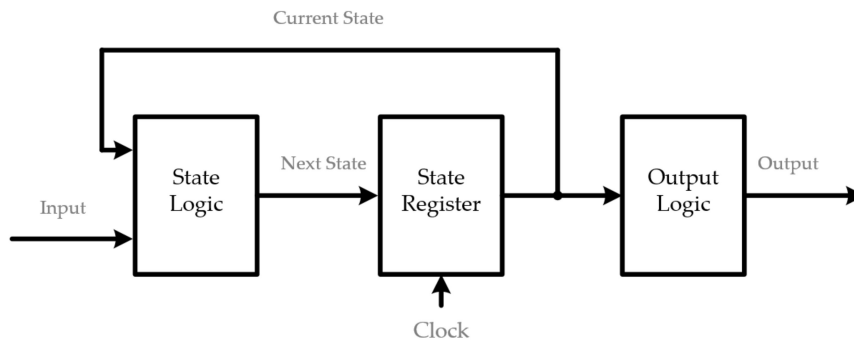 Current State
State
Logic
Next State
State
Register
Output
Logic
Output
Input
Clock